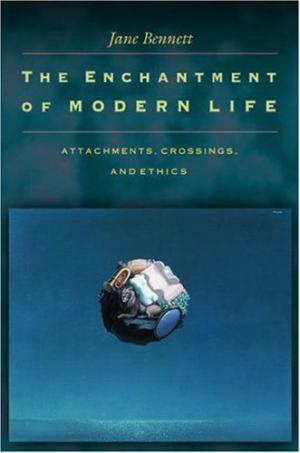 Jane Bennett
THE ENCHANTMENT
OF MODERN LIFE
ATTACHMENTS, CROSSINGS,
AND ETHICS